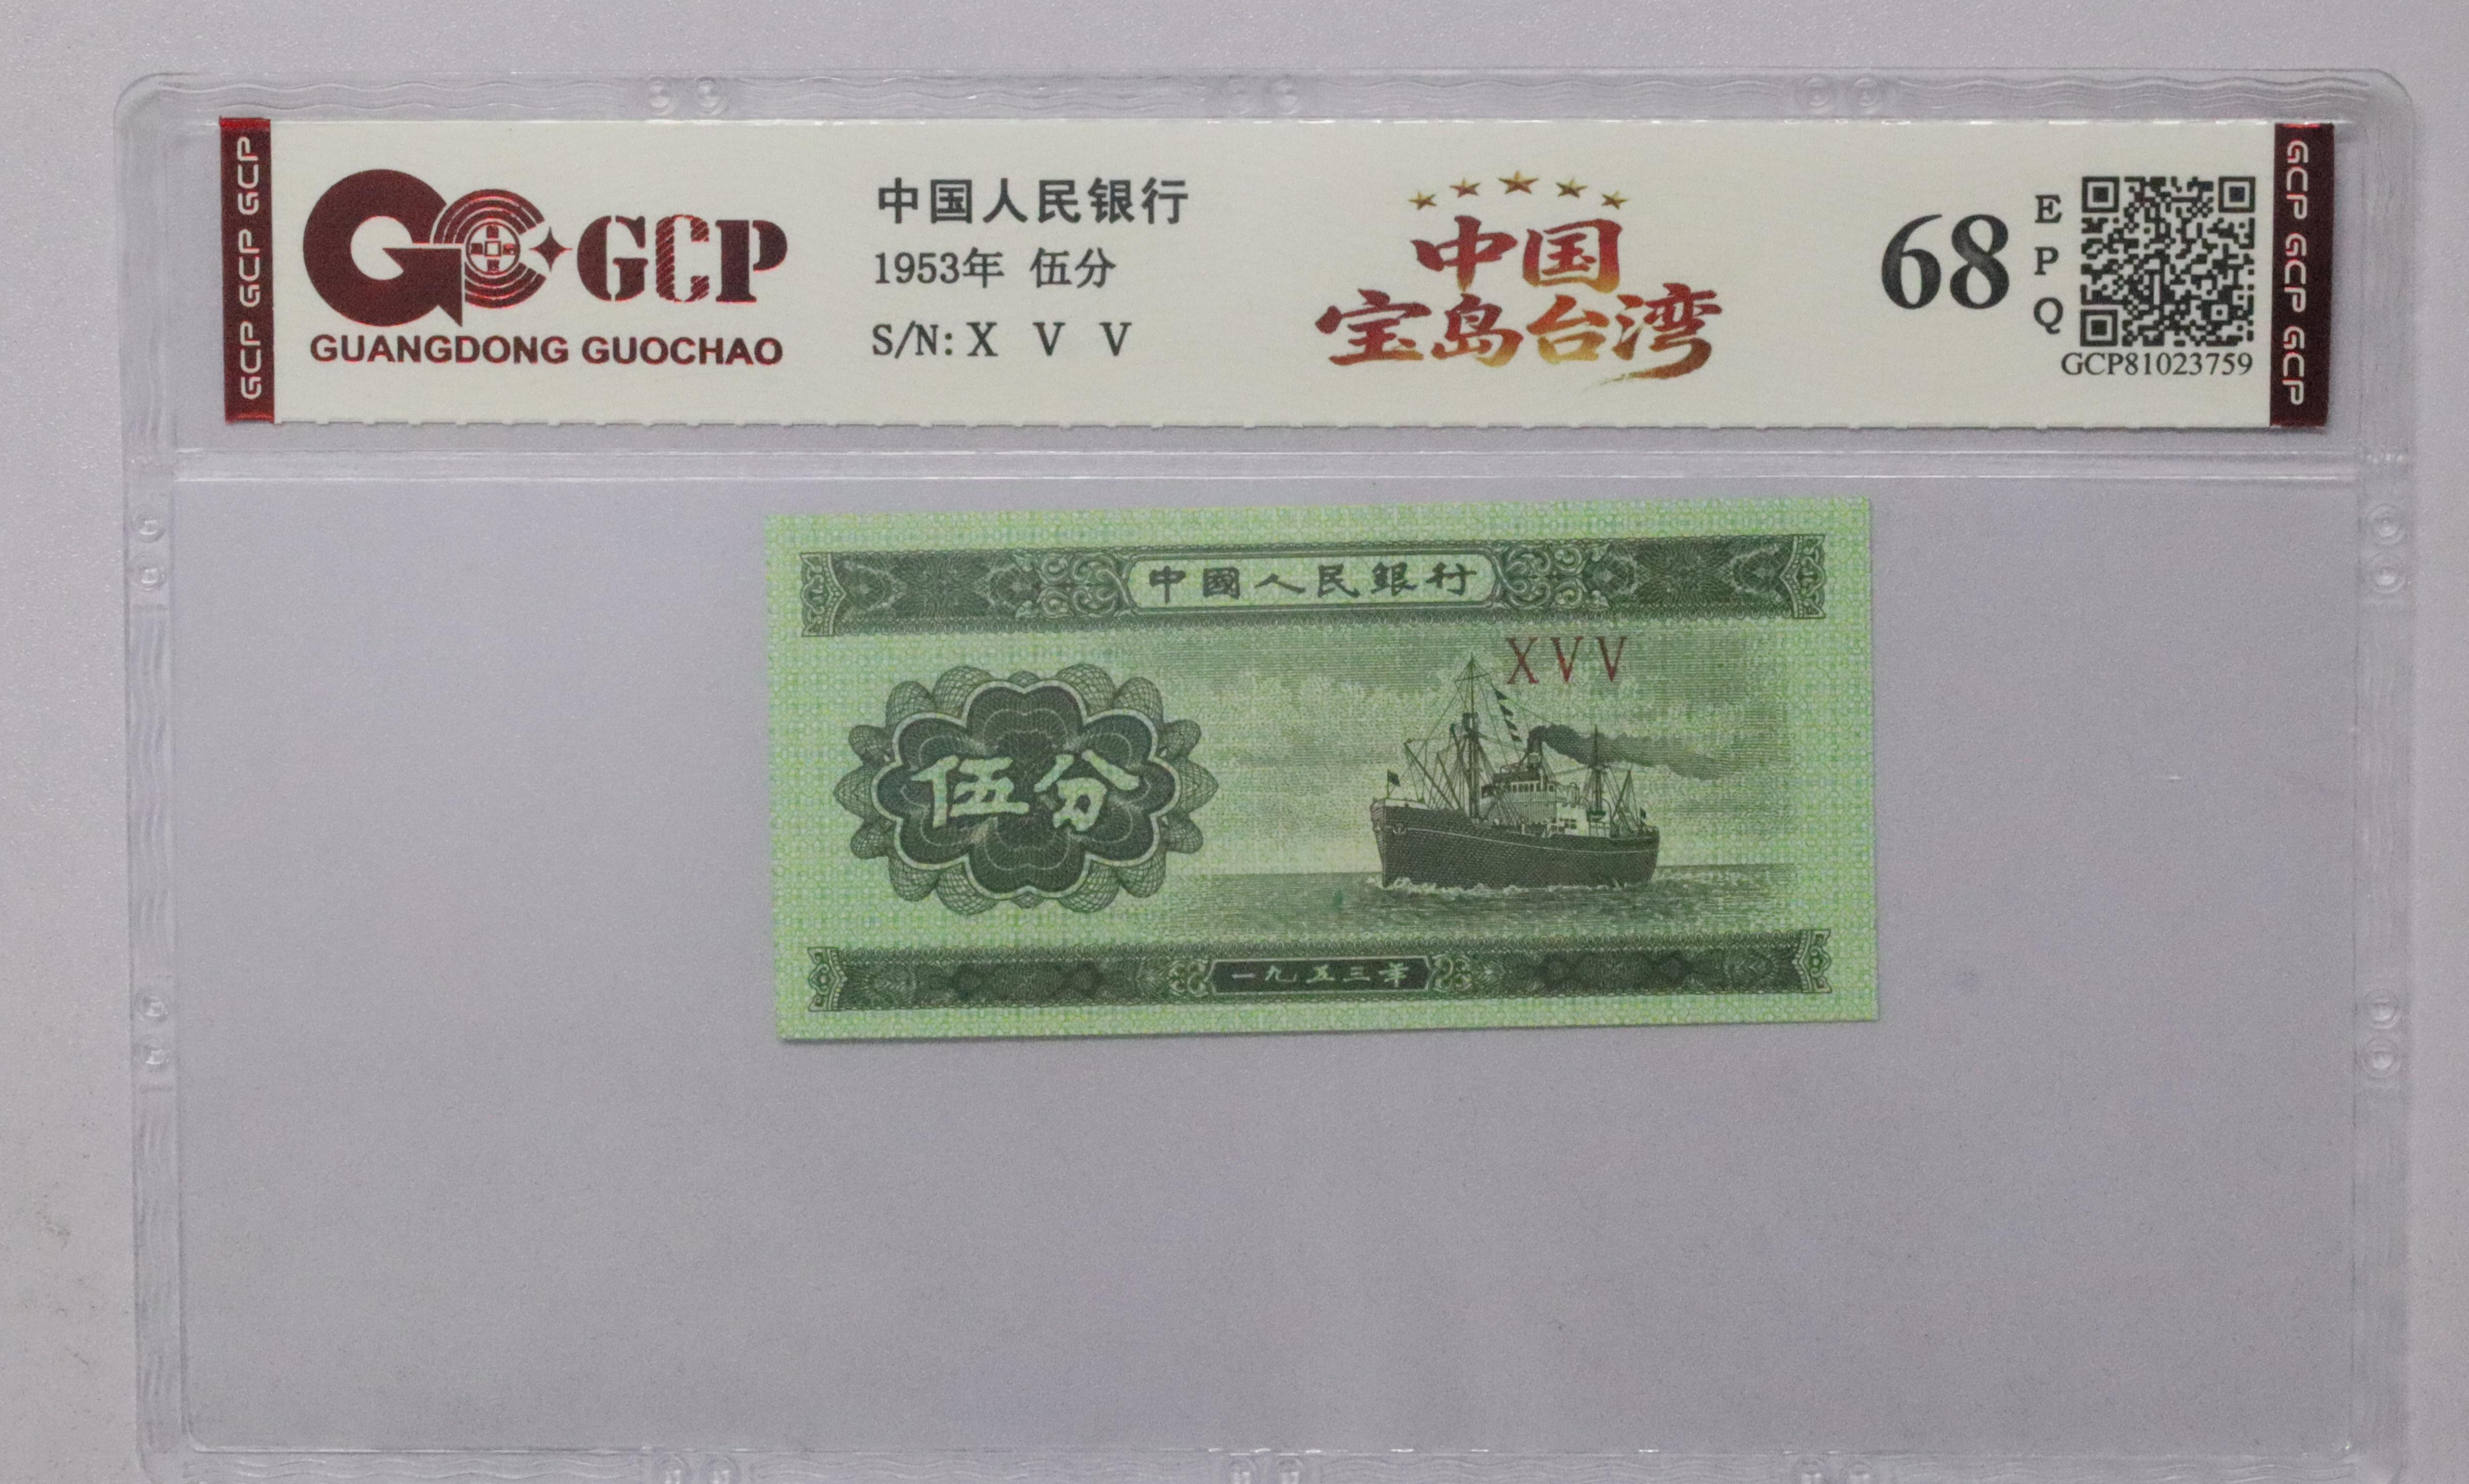 GCP GCP GCP
GCP
GUANGDONG GUOCHAO
中国人民银行
1953年 伍分
S/N: X V V
中国
宝岛台湾
68
E
P
Q
GCP81023759
GCP GCP GCP
中國人民銀行
XVV
伍分
一九五三年